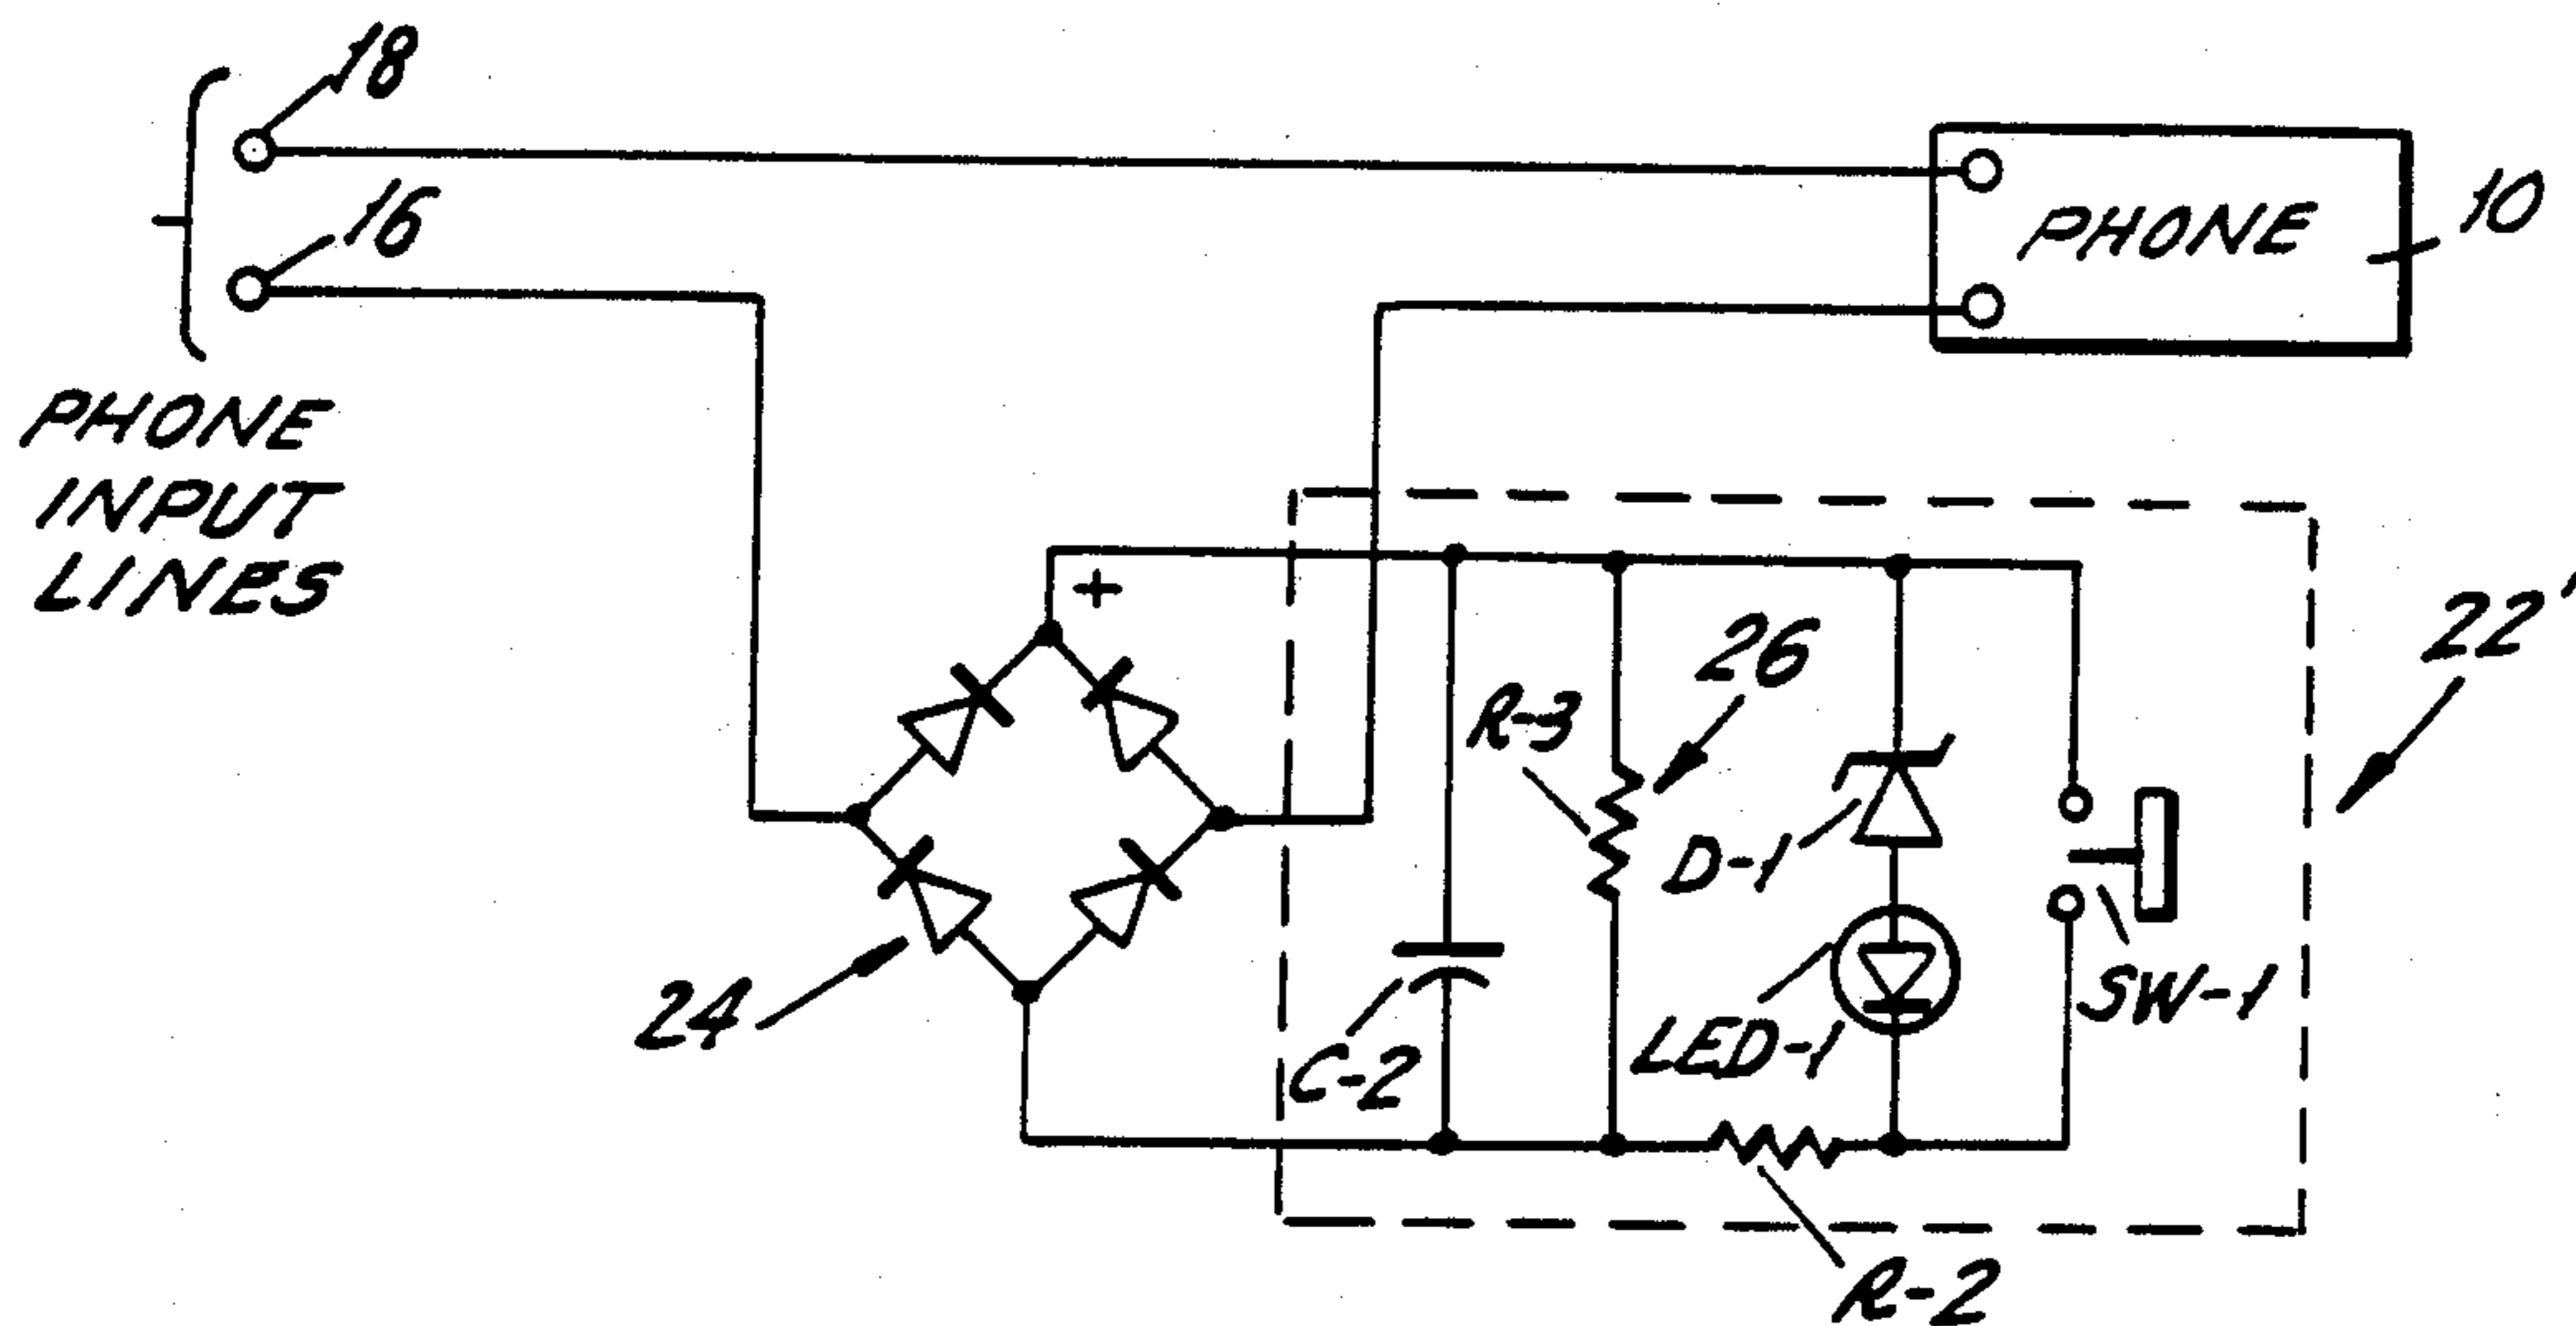 18
16
PHONE
10
PHONE
INPUT
LINES
+
22'
26
R-3
D-1
24
C-2
LED-1
SW-1
R-2